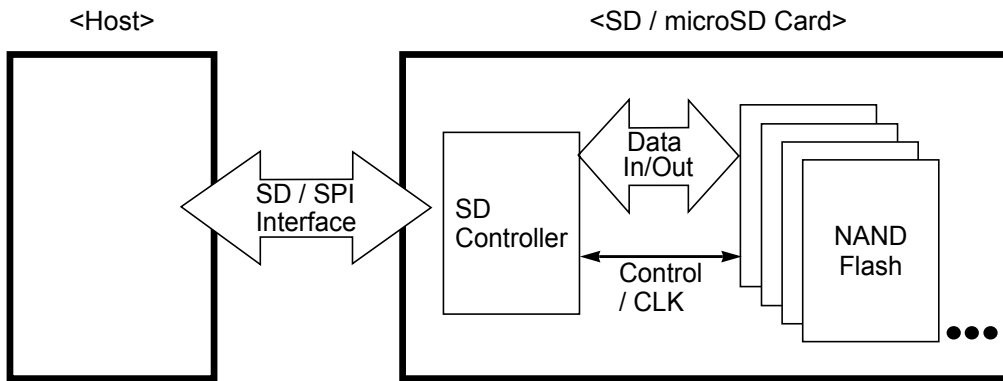 <Host>
<SD / microSD Card>
SD / SPI
Interface
SD
Controller
Data
In/Out
Control
/ CLK
NAND
Flash